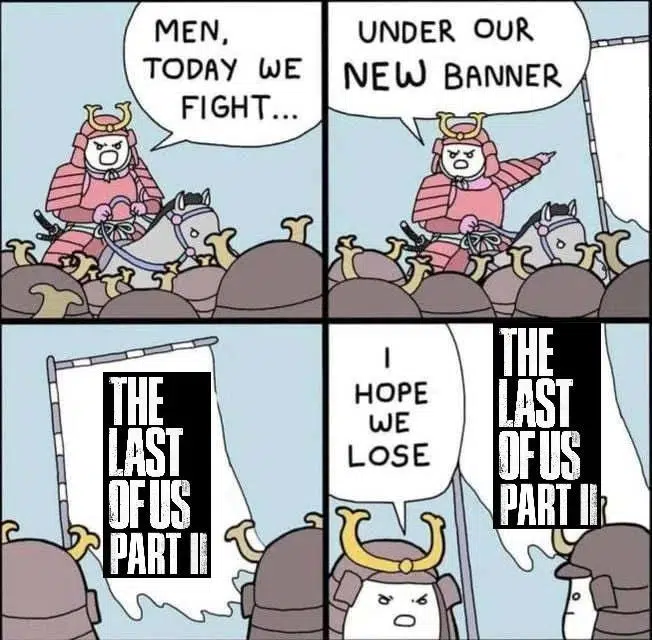 MEN,
TODAY WE
FIGHT...
UNDER OUR
NEW BANNER
THE
LAST
OF US
PART II
I
HOPE
WE
LOSE
THE
LAST
OF US
PART II